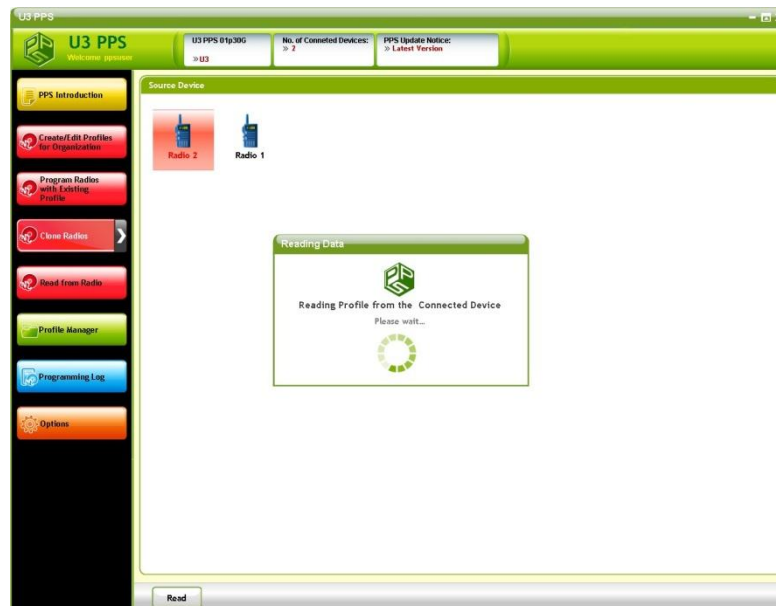 U3 PPS
U3 PPS
Welcome ppsuser
U3 PPS 01p30G
»U3
No. of Conneted Devices:
» 2
PPS Update Notice:
» Latest Version
PPS Introduction
Create/Edit Profiles
for Organization
Program Radios
with Existing
Profile
Clone Radios
Read from Radio
Profile Manager
Programming Log
Options
Source Device
Radio 2
Radio 1
Reading Data
PPS
Reading Profile from the Connected Device
Please wait...
Read